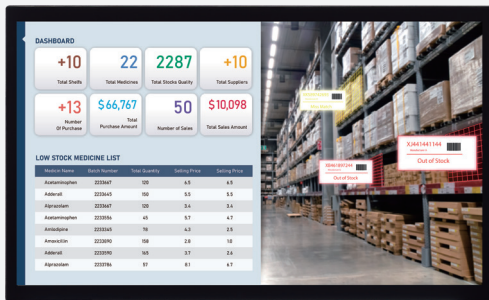 DASHBOARD
+10
Total Shelfs
22
Total Medicines
2287
Total Stocks Quality
+10
Total Suppliers
+13
Number
Of Purchase
$66,767
Total
Purchase Amount
50
Number of Sales
$10,098
Total Sales Amount
LOW STOCK MEDICINE LIST
Medicin Name Batch Number Total Quantity Selling Price Selling Price
Acetaminophen 2233667 120 6.5 6.5
Adderall 2233645 150 5.5 5.5
Alprazolam 2233667 120 3.4 3.4
Acetaminophen 2233556 45 5.7 4.7
Amlodipine 2233345 76 4.3 2.5
Amoxicillin 2233090 158 2.8 1.0
Adderall 2233590 165 3.7 2.6
Alprazolam 2233786 57 8.1 6.7
XJ441441144
Out of Stock
Out of Stock